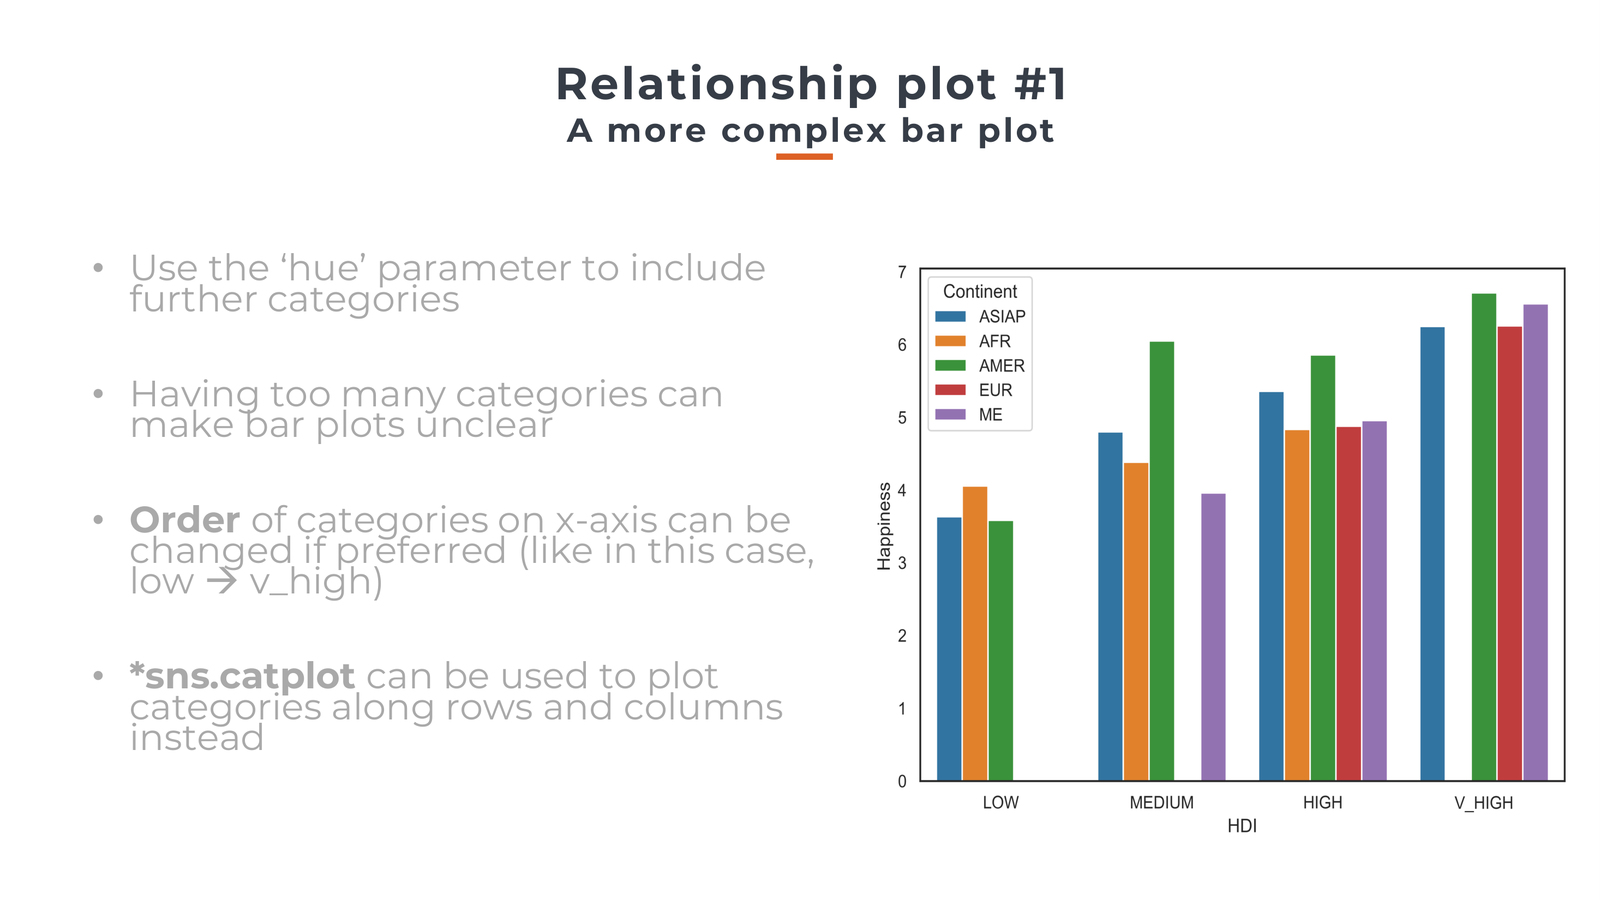 Relationship plot #1
A more complex bar plot
• Use the ‘hue’ parameter to include
further categories
• Having too many categories can
make bar plots unclear
• Order of categories on x-axis can be
changed if preferred (like in this case,
low → v_high)
• *sns.catplot can be used to plot
categories along rows and columns
instead
Continent
ASIAP
AFR
AMER
EUR
ME
Happiness
7
6
5
4
3
2
1
0
LOW MEDIUM HIGH V_HIGH
HDI